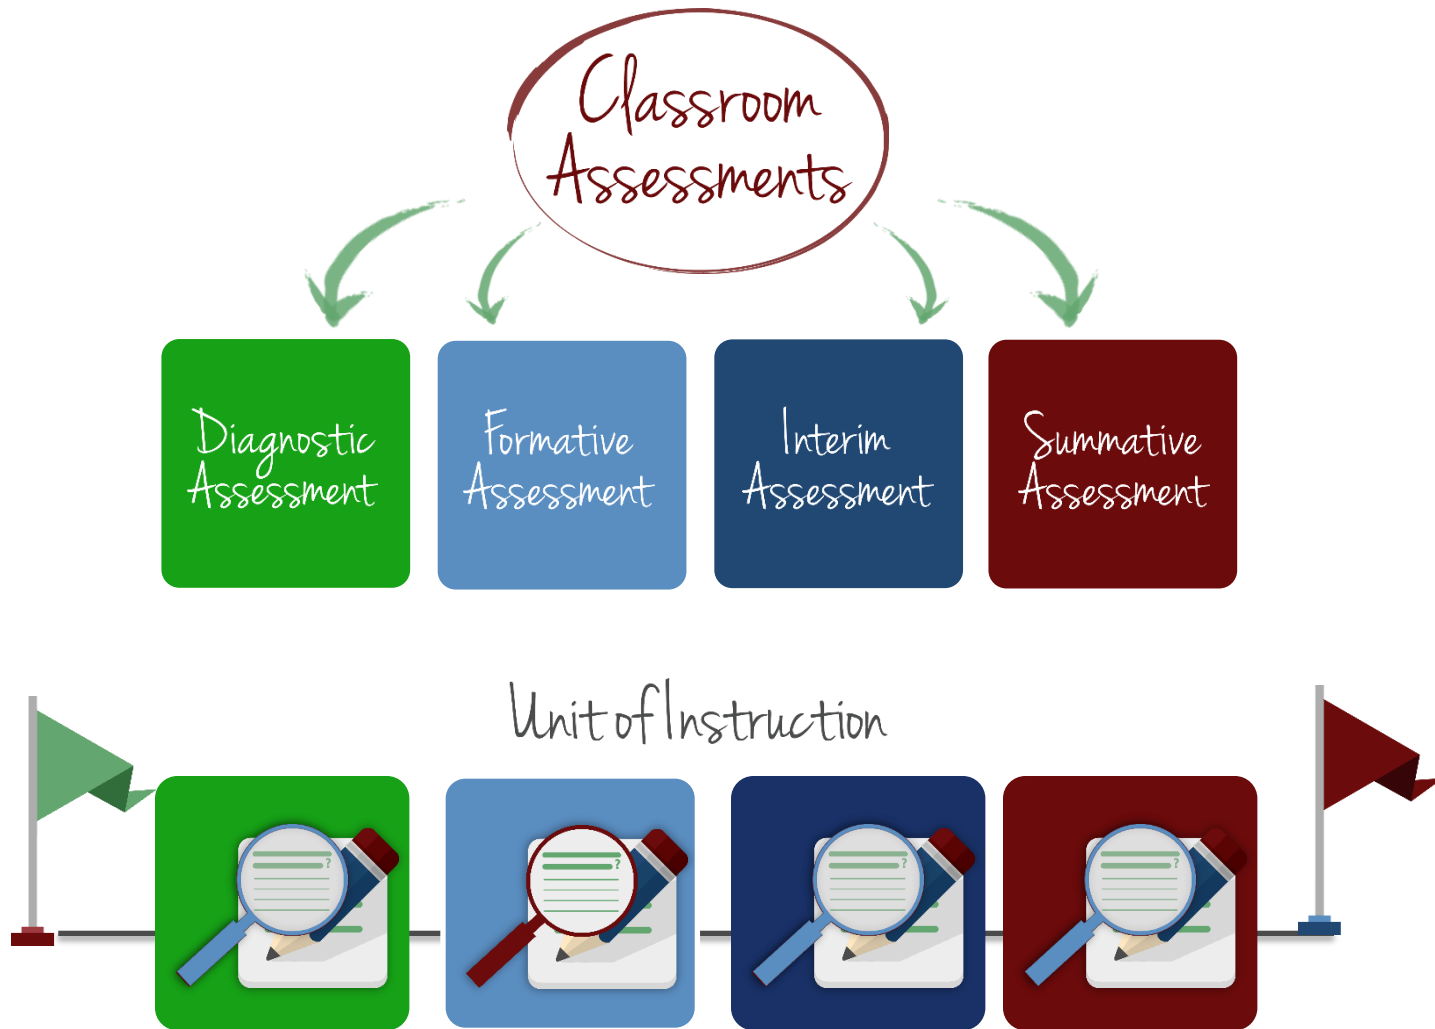 Classroom
Assessments
Diagnostic
Assessment
Formative
Assessment
Interim
Assessment
Summative
Assessment
Unit of Instruction
?
?
?
?